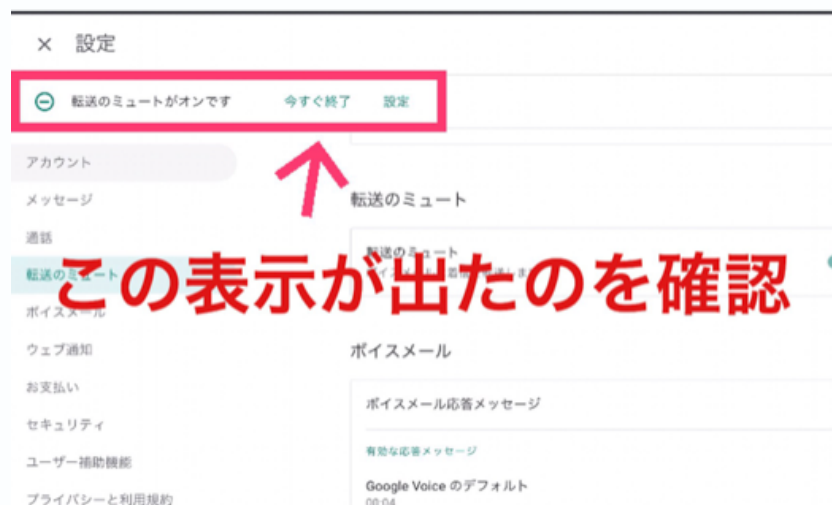 × 設定
転送のミュートがオンです 今すぐ終了 設定
アカウント
メッセージ
通話
転送のミュート
ボイスメール
ウェブ通知
お支払い
セキュリティ
ユーザー補助機能
プライバシーと利用規約
転送のミュート
転送のミュート
この表示が出たのを確認
ボイスメール
ボイスメール応答メッセージ
有効な応答メッセージ
Google Voice のデフォルト
00:04